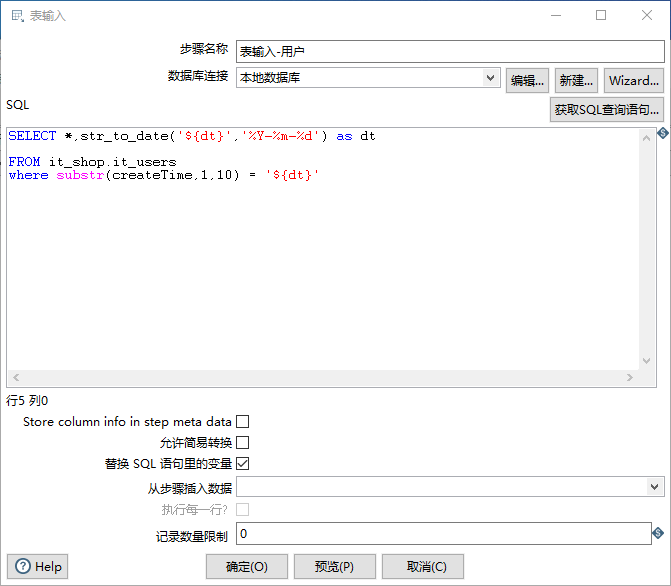 表输入
步骤名称 表输入-用户
数据库连接 本地数据库 编辑... 新建... Wizard...
SQL 获取SQL查询语句...
SELECT *,str_to_date('${dt}','%Y-%m-%d') as dt
FROM it_shop.it_users
where substr(createTime,1,10) = '${dt}'
行5 列0
Store column info in step meta data
允许简易转换
替换 SQL 语句里的变量
从步骤插入数据
执行每一行?
记录数量限制 0
Help 确定(O) 预览(P) 取消(C)